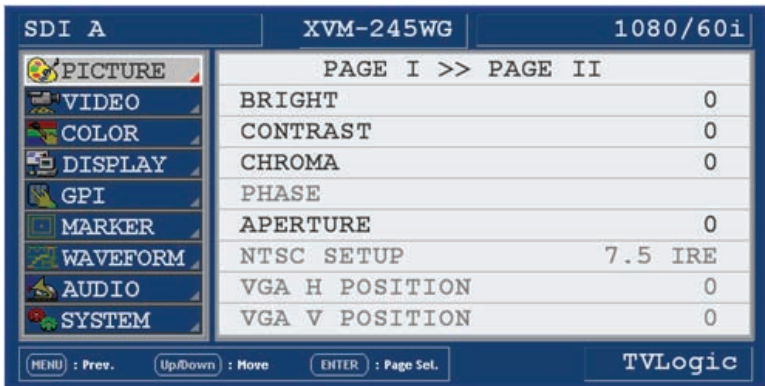 SDI A XVM-245WG 1080/60i
PICTURE
VIDEO
COLOR
DISPLAY
GPI
MARKER
WAVEFORM
AUDIO
SYSTEM
PAGE I >> PAGE II
BRIGHT 0
CONTRAST 0
CHROMA 0
PHASE
APERTURE 0
NTSC SETUP 7.5 IRE
VGA H POSITION 0
VGA V POSITION 0
MENU : Prev. Up/Down : Move ENTER : Page Sel. TVLogic